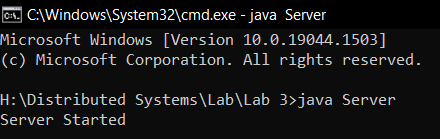 C:\Windows\System32\cmd.exe - java  Server
Microsoft Windows [Version 10.0.19044.1503]
(c) Microsoft Corporation. All rights reserved.
H:\Distributed Systems\Lab\Lab 3>java Server
Server Started